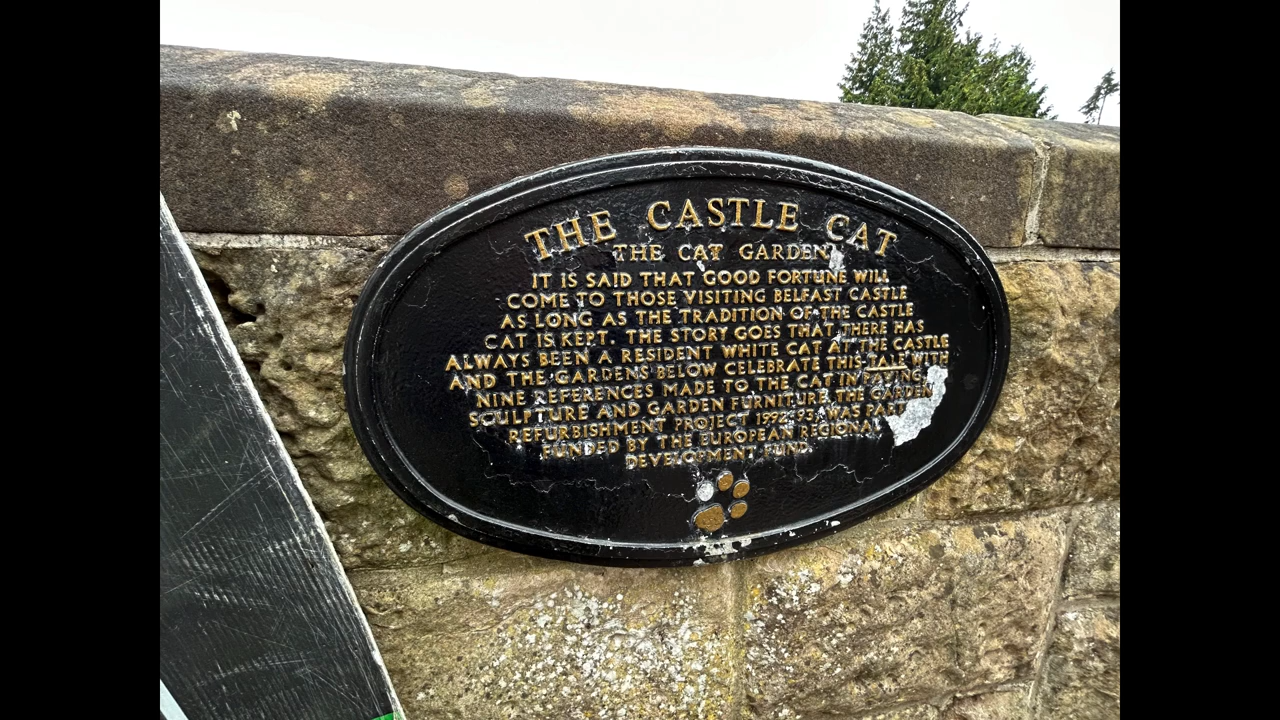 THE CASTLE CAT
THE CAT GARDEN
IT IS SAID THAT GOOD FORTUNE WILL
COME TO THOSE VISITING BELFAST CASTLE
AS LONG AS THE TRADITION OF THE CASTLE
CAT IS KEPT. THE STORY GOES THAT THERE HAS
ALWAYS BEEN A RESIDENT WHITE CAT AT THE CASTLE
AND THE GARDENS BELOW CELEBRATE THIS TALE WITH
NINE REFERENCES MADE TO THE CAT IN PAVING,
SCULPTURE AND GARDEN FURNITURE. THE GARDEN
REFURBISHMENT PROJECT 1992/93, WAS PART
FUNDED BY THE EUROPEAN REGIONAL
DEVELOPMENT FUND.